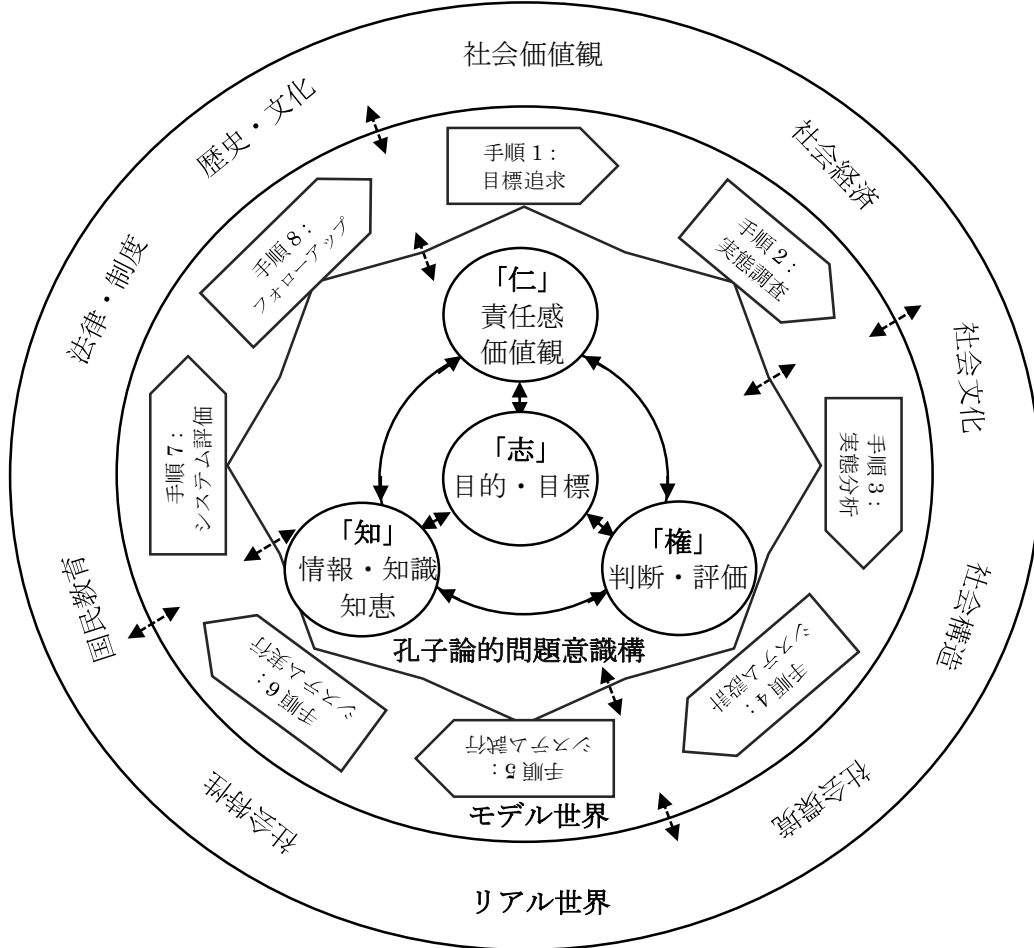 社会価値観
社会経済
社会文化
社会構造
社会環境
リアル世界
社会特性
国民教育
法律・制度
歴史・文化
手順1：
目標追求
手順2：
実態調査
手順3：
実態分析
手順4：
システム設計
手順5：
システム試行
手順6：
システム実行
手順7：
システム評価
手順8：
フォローアップ
「仁」
責任感
価値観
「志」
目的・目標
「知」
情報・知識
知恵
「権」
判断・評価
孔子論的問題意識構
モデル世界